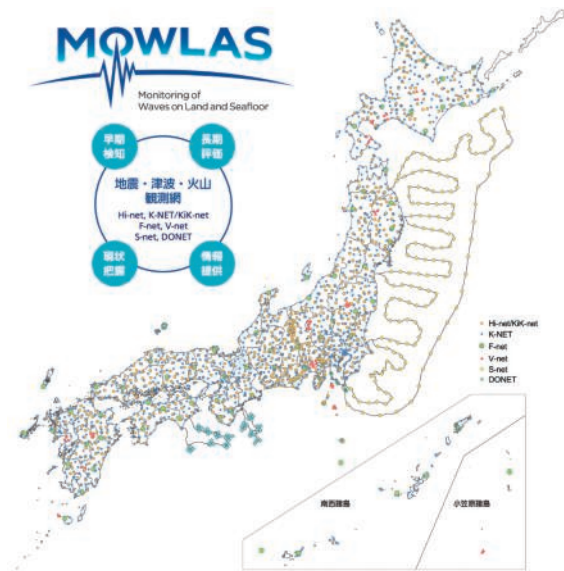 MOWLAS
Monitoring of
Waves on Land and Seafloor
早期
検知
長期
評価
地震・津波・火山
観測網
Hi-net, K-NET/KiK-net
F-net, V-net
S-net, DONET
現状
把握
情報
提供
Hi-net/KiK-net
K-NET
F-net
V-net
S-net
DONET
南西諸島
小笠原諸島